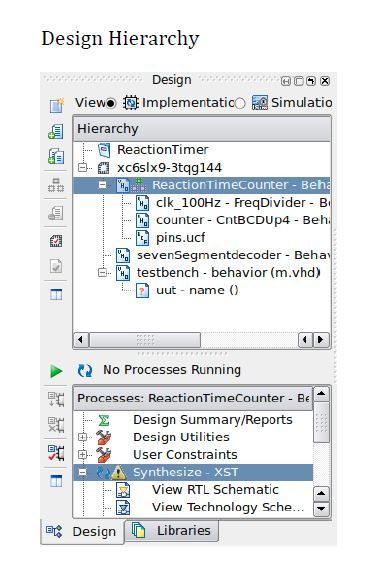 Design Hierarchy
Design
View Implementatic Simulatio
Hierarchy
ReactionTimer
xc6slx9-3tqg144
ReactionTimeCounter - Beha
clk_100Hz - FreqDivider - Be
counter - CntBCDUp4 - Beha
pins.ucf
sevenSegmentdecoder - Behav
testbench - behavior (m.vhd)
uut - name ()
No Processes Running
Processes: ReactionTimeCounter - Be
Design Summary/Reports
Design Utilities
User Constraints
Synthesize - XST
View RTL Schematic
View Technology Sche...
Design
Libraries